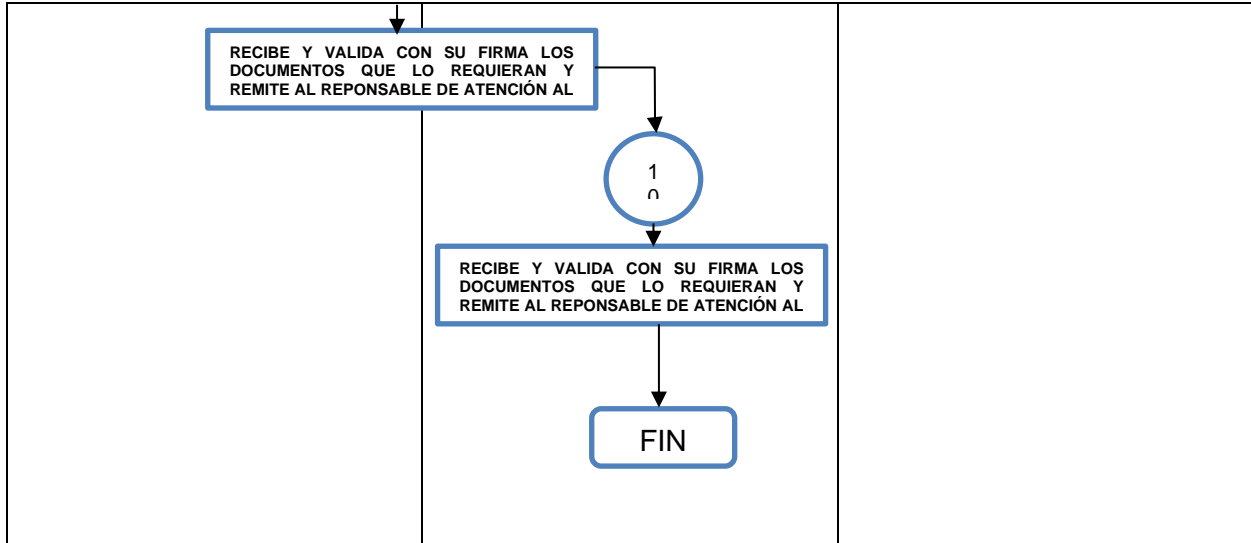 RECIBE Y VALIDA CON SU FIRMA LOS
DOCUMENTOS QUE LO REQUIERAN Y
REMITE AL REPONSABLE DE ATENCIÓN AL
1
0
RECIBE Y VALIDA CON SU FIRMA LOS
DOCUMENTOS QUE LO REQUIERAN Y
REMITE AL REPONSABLE DE ATENCIÓN AL
FIN